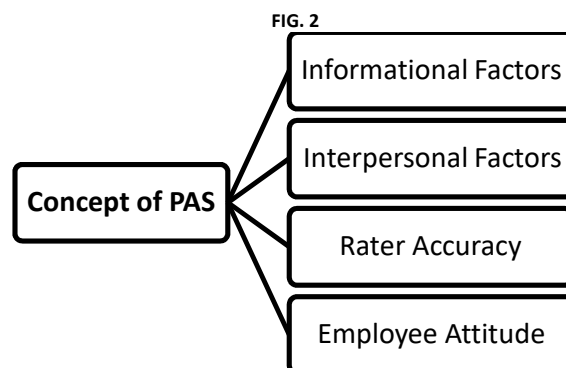 FIG. 2
Informational Factors
Interpersonal Factors
Concept of PAS
Rater Accuracy
Employee Attitude